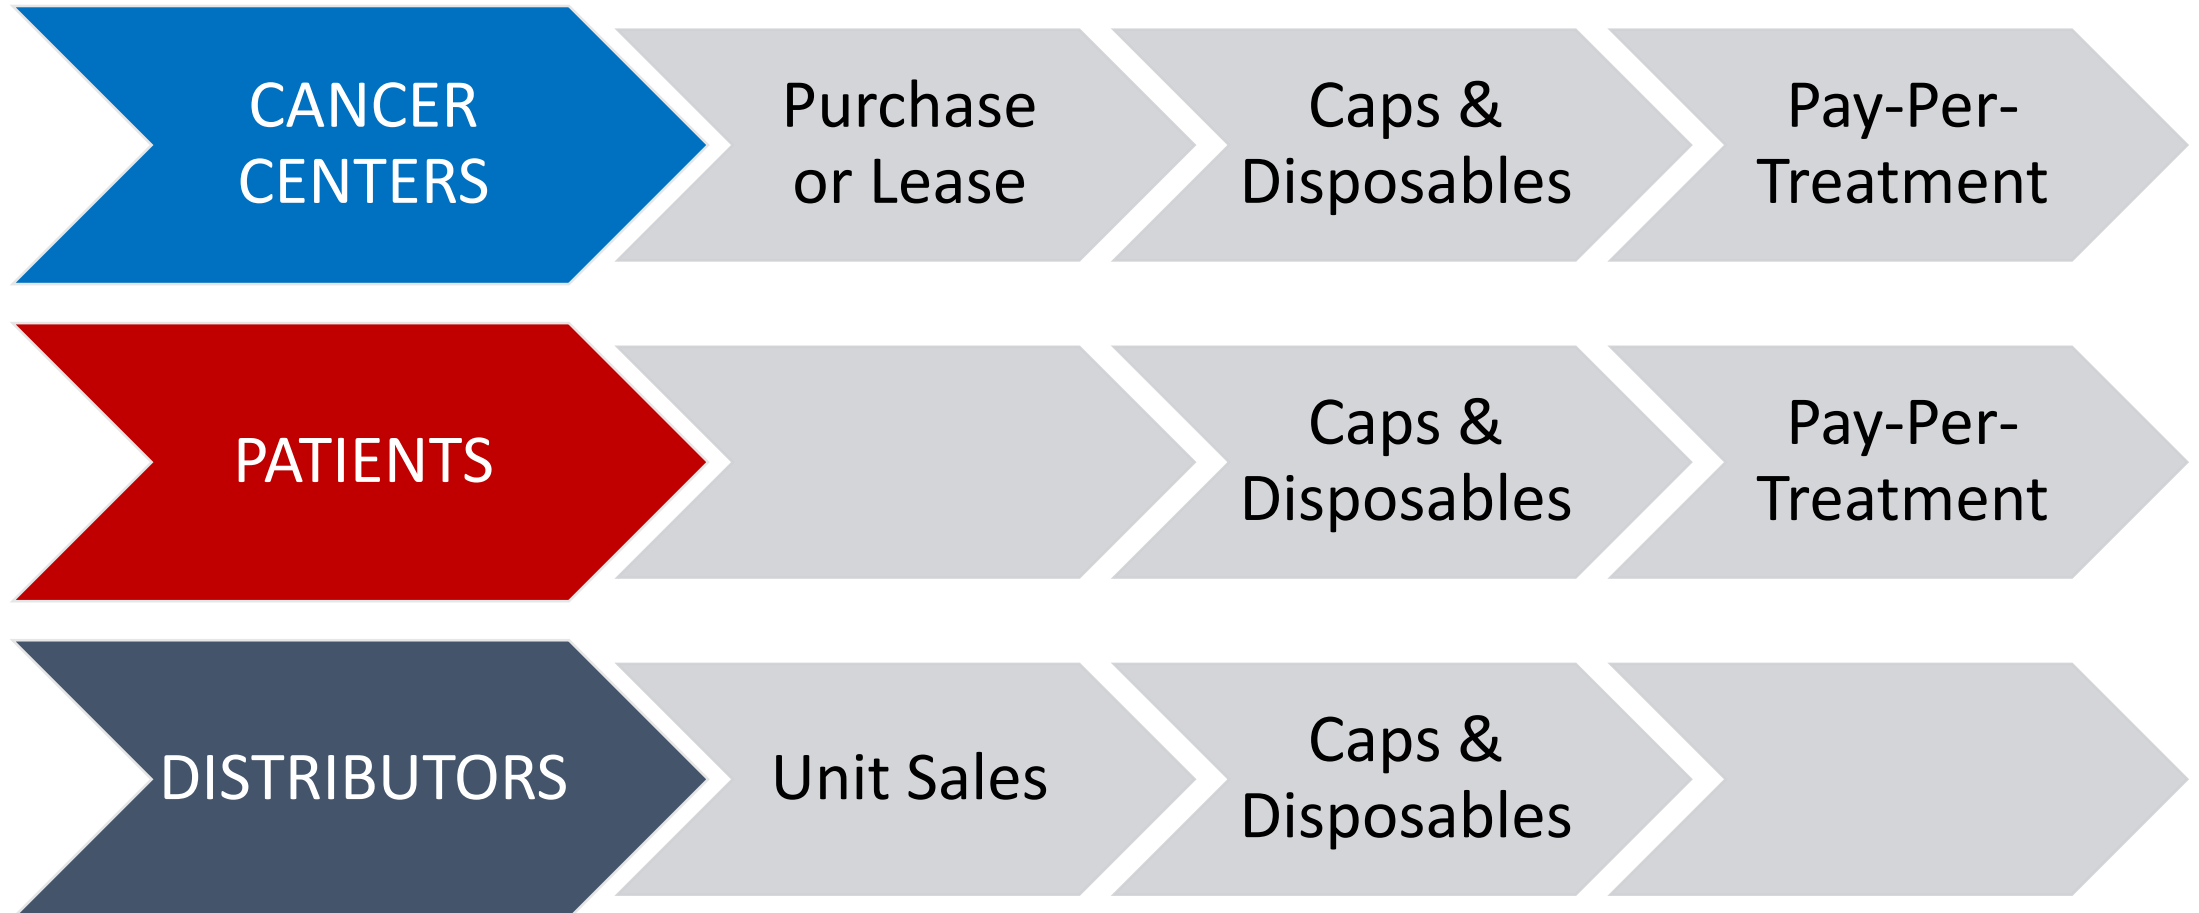 CANCER
CENTERS
Purchase
or Lease
Caps &
Disposables
Pay-Per-
Treatment
PATIENTS
Caps &
Disposables
Pay-Per-
Treatment
DISTRIBUTORS
Unit Sales
Caps &
Disposables